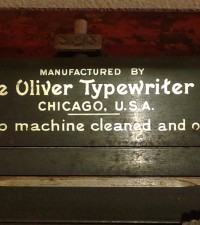 MANUFACTURED BY
e Oliver Typewriter
CHICAGO, U.S.A.
p machine cleaned and o